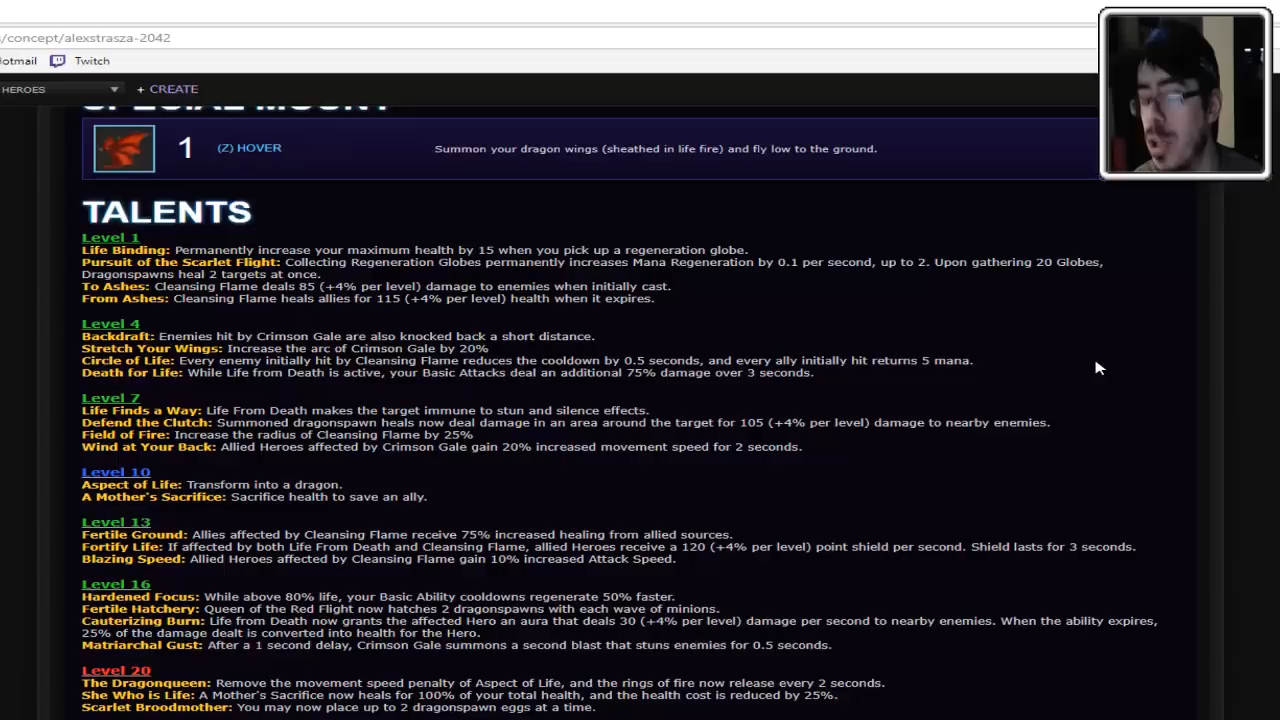 s/concept/alexstrasza-2042
otmail Twitch
HEROES + CREATE
SPECIAL MOUNT
1 (Z) HOVER Summon your dragon wings (sheathed in life fire) and fly low to the ground.
TALENTS
Level 1
Life Binding: Permanently increase your maximum health by 15 when you pick up a regeneration globe.
Pursuit of the Scarlet Flight: Collecting Regeneration Globes permanently increases Mana Regeneration by 0.1 per second, up to 2. Upon gathering 20 Globes,
Dragonspawns heal 2 targets at once.
To Ashes: Cleansing Flame deals 85 (+4% per level) damage to enemies when initially cast.
From Ashes: Cleansing Flame heals allies for 115 (+4% per level) health when it expires.
Level 4
Backdraft: Enemies hit by Crimson Gale are also knocked back a short distance.
Stretch Your Wings: Increase the arc of Crimson Gale by 20%
Circle of Life: Every enemy initially hit by Cleansing Flame reduces the cooldown by 0.5 seconds, and every ally initially hit returns 5 mana.
Death for Life: While Life from Death is active, your Basic Attacks deal an additional 75% damage over 3 seconds.
Level 7
Life Finds a Way: Life From Death makes the target immune to stun and silence effects.
Defend the Clutch: Summoned dragonspawn heals now deal damage in an area around the target for 105 (+4% per level) damage to nearby enemies.
Field of Fire: Increase the radius of Cleansing Flame by 25%
Wind at Your Back: Allied Heroes affected by Crimson Gale gain 20% increased movement speed for 2 seconds.
Level 10
Aspect of Life: Transform into a dragon.
A Mother's Sacrifice: Sacrifice health to save an ally.
Level 13
Fertile Ground: Allies affected by Cleansing Flame receive 75% increased healing from allied sources.
Fortify Life: If affected by both Life From Death and Cleansing Flame, allied Heroes receive a 120 (+4% per level) point shield per second. Shield lasts for 3 seconds.
Blazing Speed: Allied Heroes affected by Cleansing Flame gain 10% increased Attack Speed.
Level 16
Hardened Focus: While above 80% life, your Basic Ability cooldowns regenerate 50% faster.
Fertile Hatchery: Queen of the Red Flight now hatches 2 dragonspawns with each wave of minions.
Cauterizing Burn: Life from Death now grants the affected Hero an aura that deals 30 (+4% per level) damage per second to nearby enemies. When the ability expires,
25% of the damage dealt is converted into health for the Hero.
Matriarchal Gust: After a 1 second delay, Crimson Gale summons a second blast that stuns enemies for 0.5 seconds.
Level 20
The Dragonqueen: Remove the movement speed penalty of Aspect of Life, and the rings of fire now release every 2 seconds.
She Who is Life: A Mother's Sacrifice now heals for 100% of your total health, and the health cost is reduced by 25%.
Scarlet Broodmother: You may now place up to 2 dragonspawn eggs at a time.